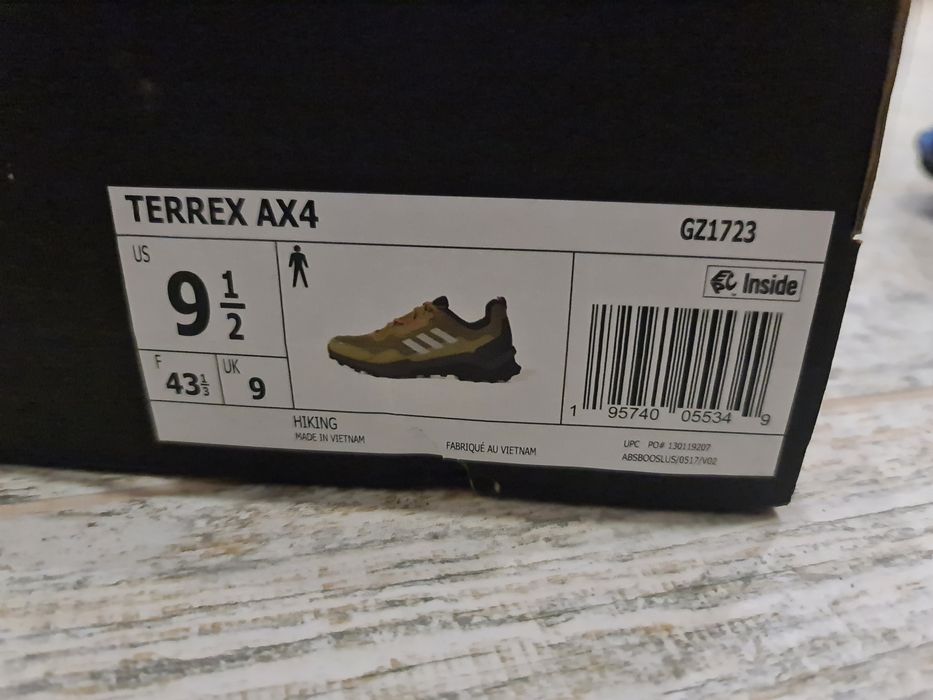 TERREX AX4
GZ1723
US
9 1/2
F
43 1/3
UK
9
Inside
1 95740 05534 9
HIKING
MADE IN VIETNAM
FABRIQUÉ AU VIETNAM
UPC PO# 130119207
ABSBOOSLUS/0517/V02